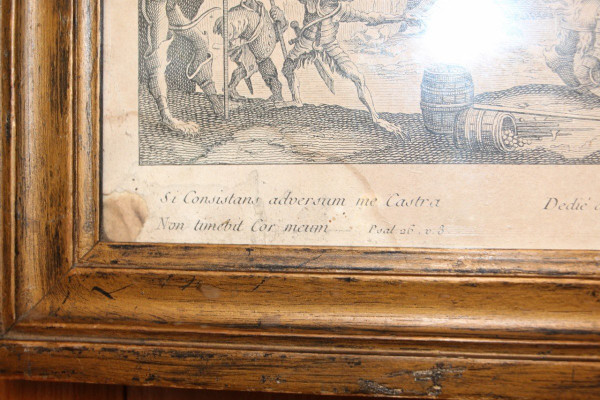 Si Consistans adversum me Castra
Non timebit Cor meum Psal 26. v. 3
Dedié